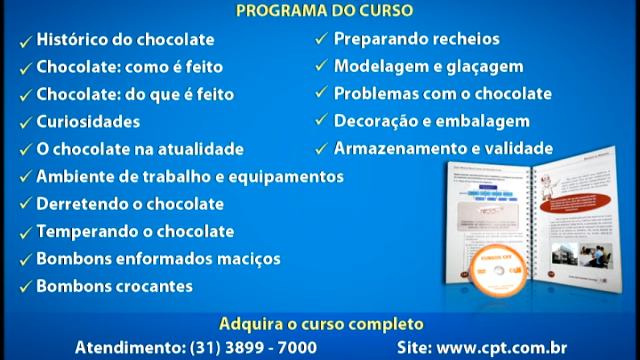 PROGRAMA DO CURSO
✓ Histórico do chocolate
✓ Chocolate: como é feito
✓ Chocolate: do que é feito
✓ Curiosidades
✓ O chocolate na atualidade
✓ Ambiente de trabalho e equipamentos
✓ Derretendo o chocolate
✓ Temperando o chocolate
✓ Bombons enformados maciços
✓ Bombons crocantes
✓ Preparando recheios
✓ Modelagem e glaçagem
✓ Problemas com o chocolate
✓ Decoração e embalagem
✓ Armazenamento e validade
CURSOS CPT
Adquira o curso completo
Atendimento: (31) 3899 - 7000 Site: www.cpt.com.br